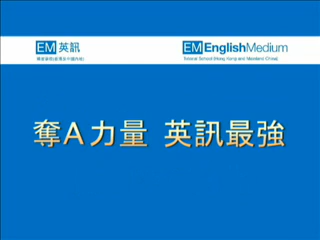 EM 英訊
EM EnglishMedium
Tutorial School (Hong Kong and Mainland China)
奪A力量 英訊最強